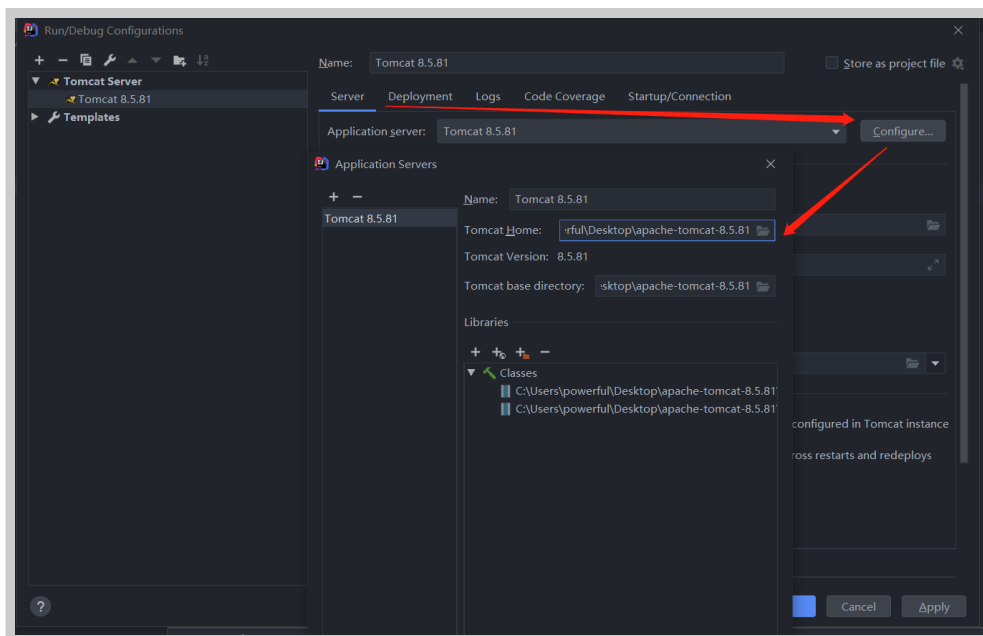 Run/Debug Configurations
Name: Tomcat 8.5.81
Store as project file
Tomcat Server
Tomcat 8.5.81
Templates
Server Deployment Logs Code Coverage Startup/Connection
Application server: Tomcat 8.5.81 Configure...
Application Servers
Name: Tomcat 8.5.81
Tomcat 8.5.81
Tomcat Home: rful\Desktop\apache-tomcat-8.5.81
Tomcat Version: 8.5.81
Tomcat base directory: sktop\apache-tomcat-8.5.81
Libraries
Classes
C:\Users\powerful\Desktop\apache-tomcat-8.5.81
C:\Users\powerful\Desktop\apache-tomcat-8.5.81
configured in Tomcat instance
ross restarts and redeploys
? Cancel Apply